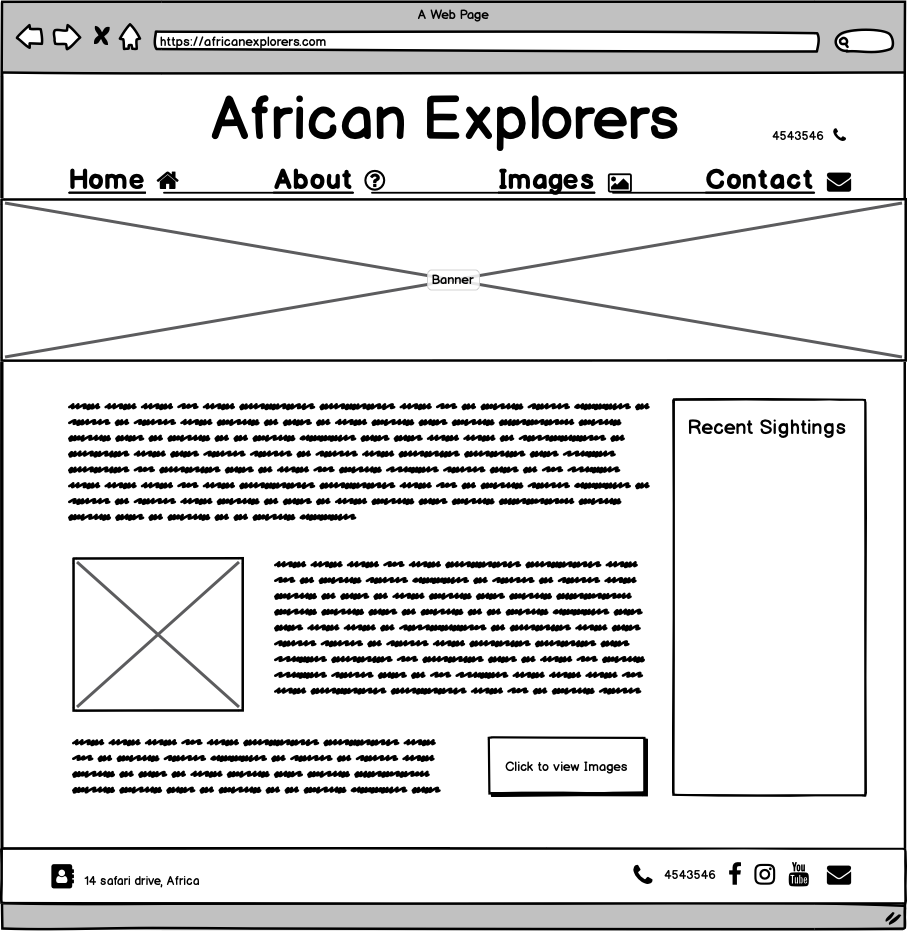 A Web Page
https://africanexplorers.com
African Explorers
4543546
Home
About
Images
Contact
Banner
Recent Sightings
Click to view Images
14 safari drive, Africa
4543546
You
Tube